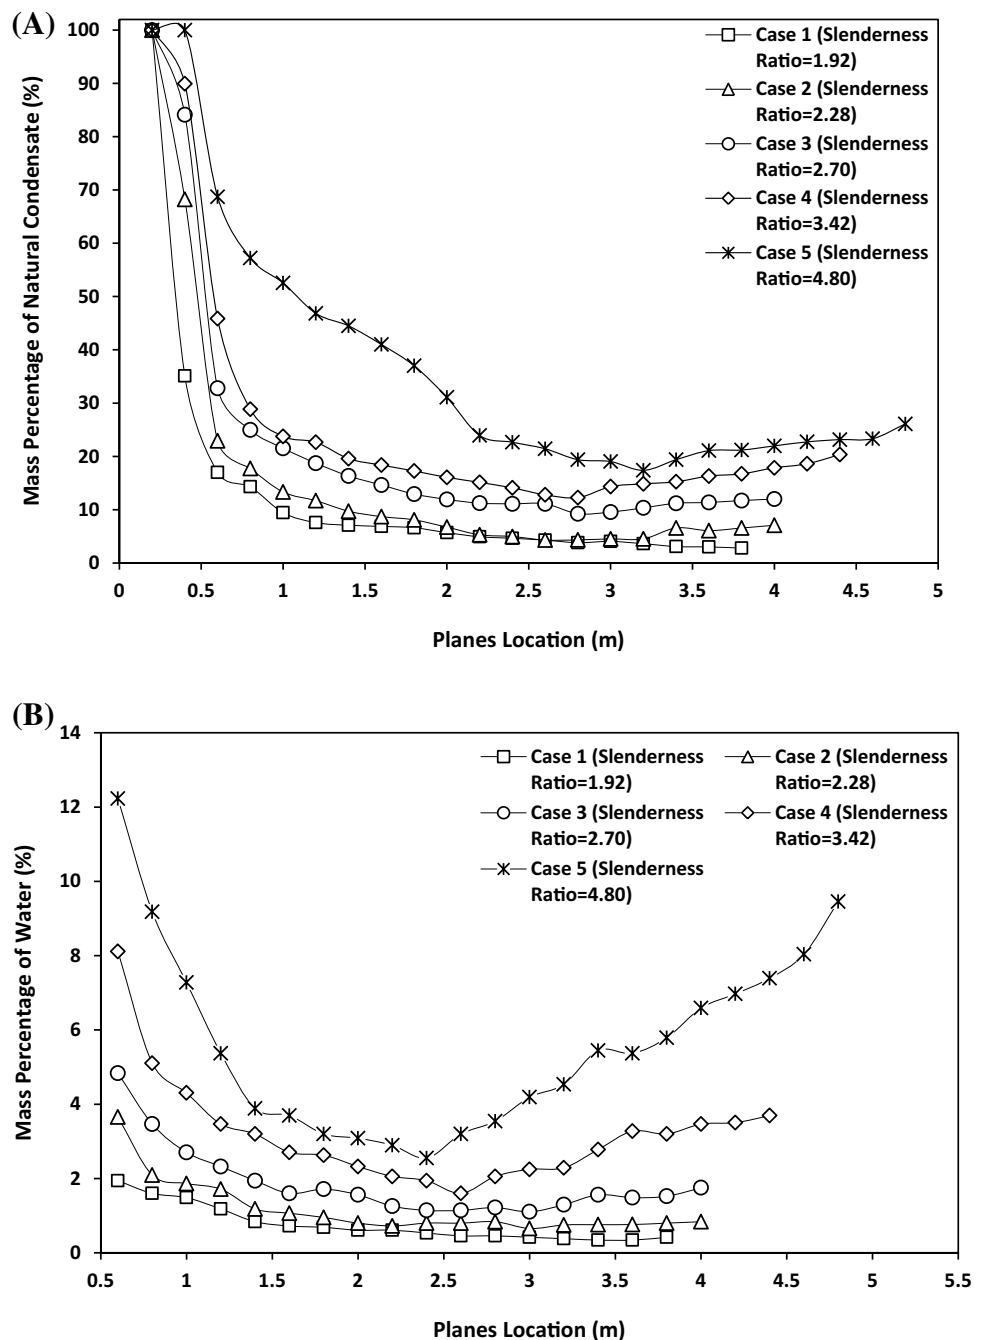 (A)
Mass Percentage of Natural Condensate (%)
100
90
80
70
60
50
40
30
20
10
0
Case 1 (Slenderness
Ratio=1.92)
Case 2 (Slenderness
Ratio=2.28)
Case 3 (Slenderness
Ratio=2.70)
Case 4 (Slenderness
Ratio=3.42)
Case 5 (Slenderness
Ratio=4.80)
0 0.5 1 1.5 2 2.5 3 3.5 4 4.5 5
Planes Location (m)
(B)
Mass Percentage of Water (%)
14
12
10
8
6
4
2
0
Case 1 (Slenderness
Ratio=1.92)
Case 2 (Slenderness
Ratio=2.28)
Case 3 (Slenderness
Ratio=2.70)
Case 4 (Slenderness
Ratio=3.42)
Case 5 (Slenderness
Ratio=4.80)
0.5 1 1.5 2 2.5 3 3.5 4 4.5 5 5.5
Planes Location (m)